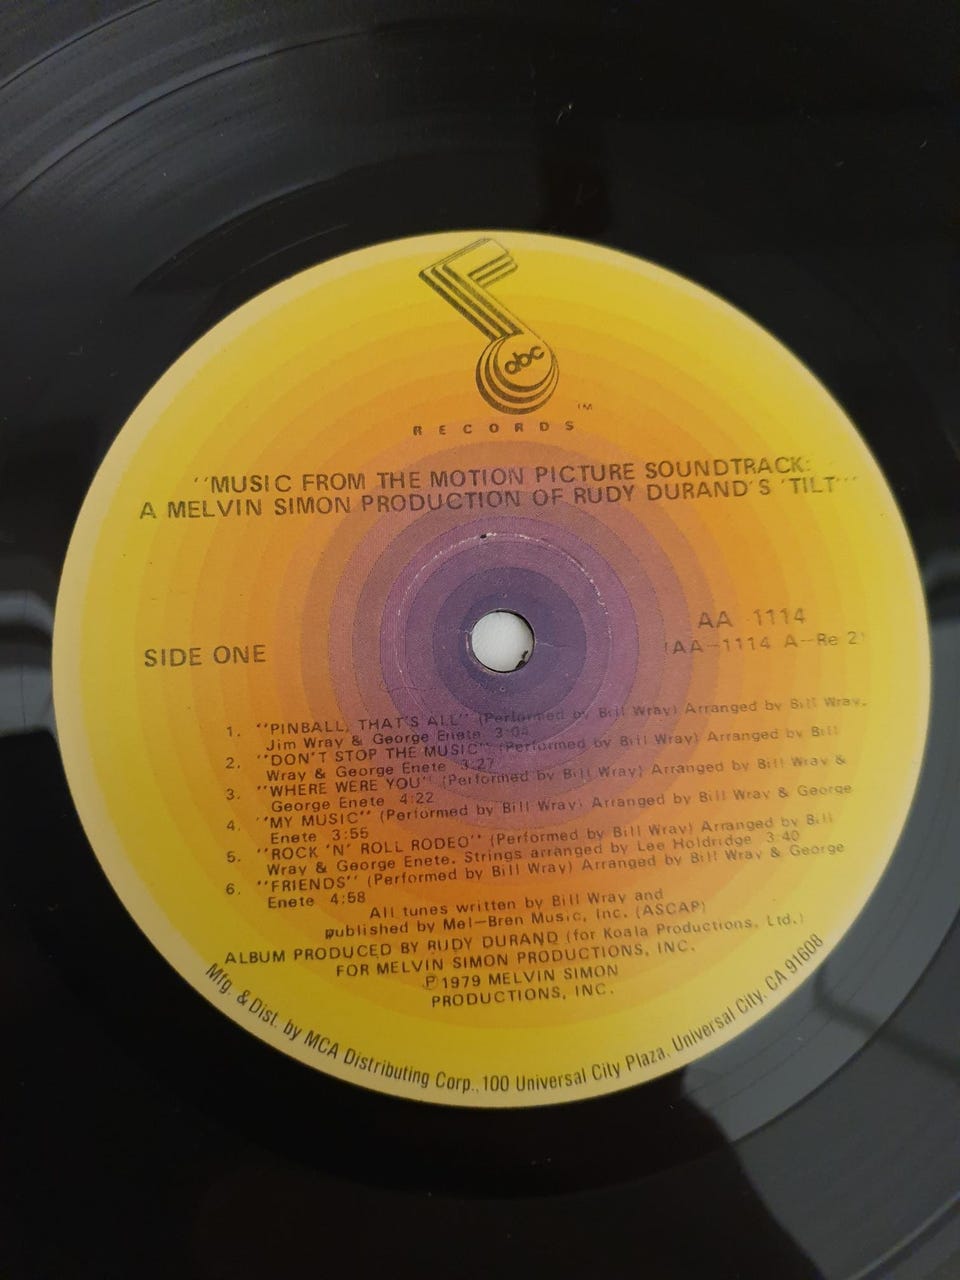 abc
TM
RECORDS
"MUSIC FROM THE MOTION PICTURE SOUNDTRACK:
A MELVIN SIMON PRODUCTION OF RUDY DURAND'S 'TILT'"
SIDE ONE
AA-1114
(AA-1114 A-Re 2)
1. "PINBALL, THAT'S ALL" (Performed by Bill Wray) Arranged by Bill Wray,
Jim Wray & George Enete 3:04
2. "DON'T STOP THE MUSIC" (Performed by Bill Wray) Arranged by Bill
Wray & George Enete 3:27
3. "WHERE WERE YOU" (Performed by Bill Wray) Arranged by Bill Wray &
George Enete 4:22
4. "MY MUSIC" (Performed by Bill Wray) Arranged by Bill Wray & George
Enete 3:55
5. "ROCK 'N' ROLL RODEO" (Performed by Bill Wray) Arranged by Bill
Wray & George Enete. Strings arranged by Lee Holdridge 3:40
6. "FRIENDS" (Performed by Bill Wray) Arranged by Bill Wray & George
Enete 4:58
All tunes written by Bill Wray and
published by Mel-Bren Music, Inc. (ASCAP)
ALBUM PRODUCED BY RUDY DURAND (for Koala Productions, Ltd.)
FOR MELVIN SIMON PRODUCTIONS, INC.
℗1979 MELVIN SIMON
PRODUCTIONS, INC.
Mfg. & Dist. by MCA Distributing Corp., 100 Universal City Plaza, Universal City, CA 91608